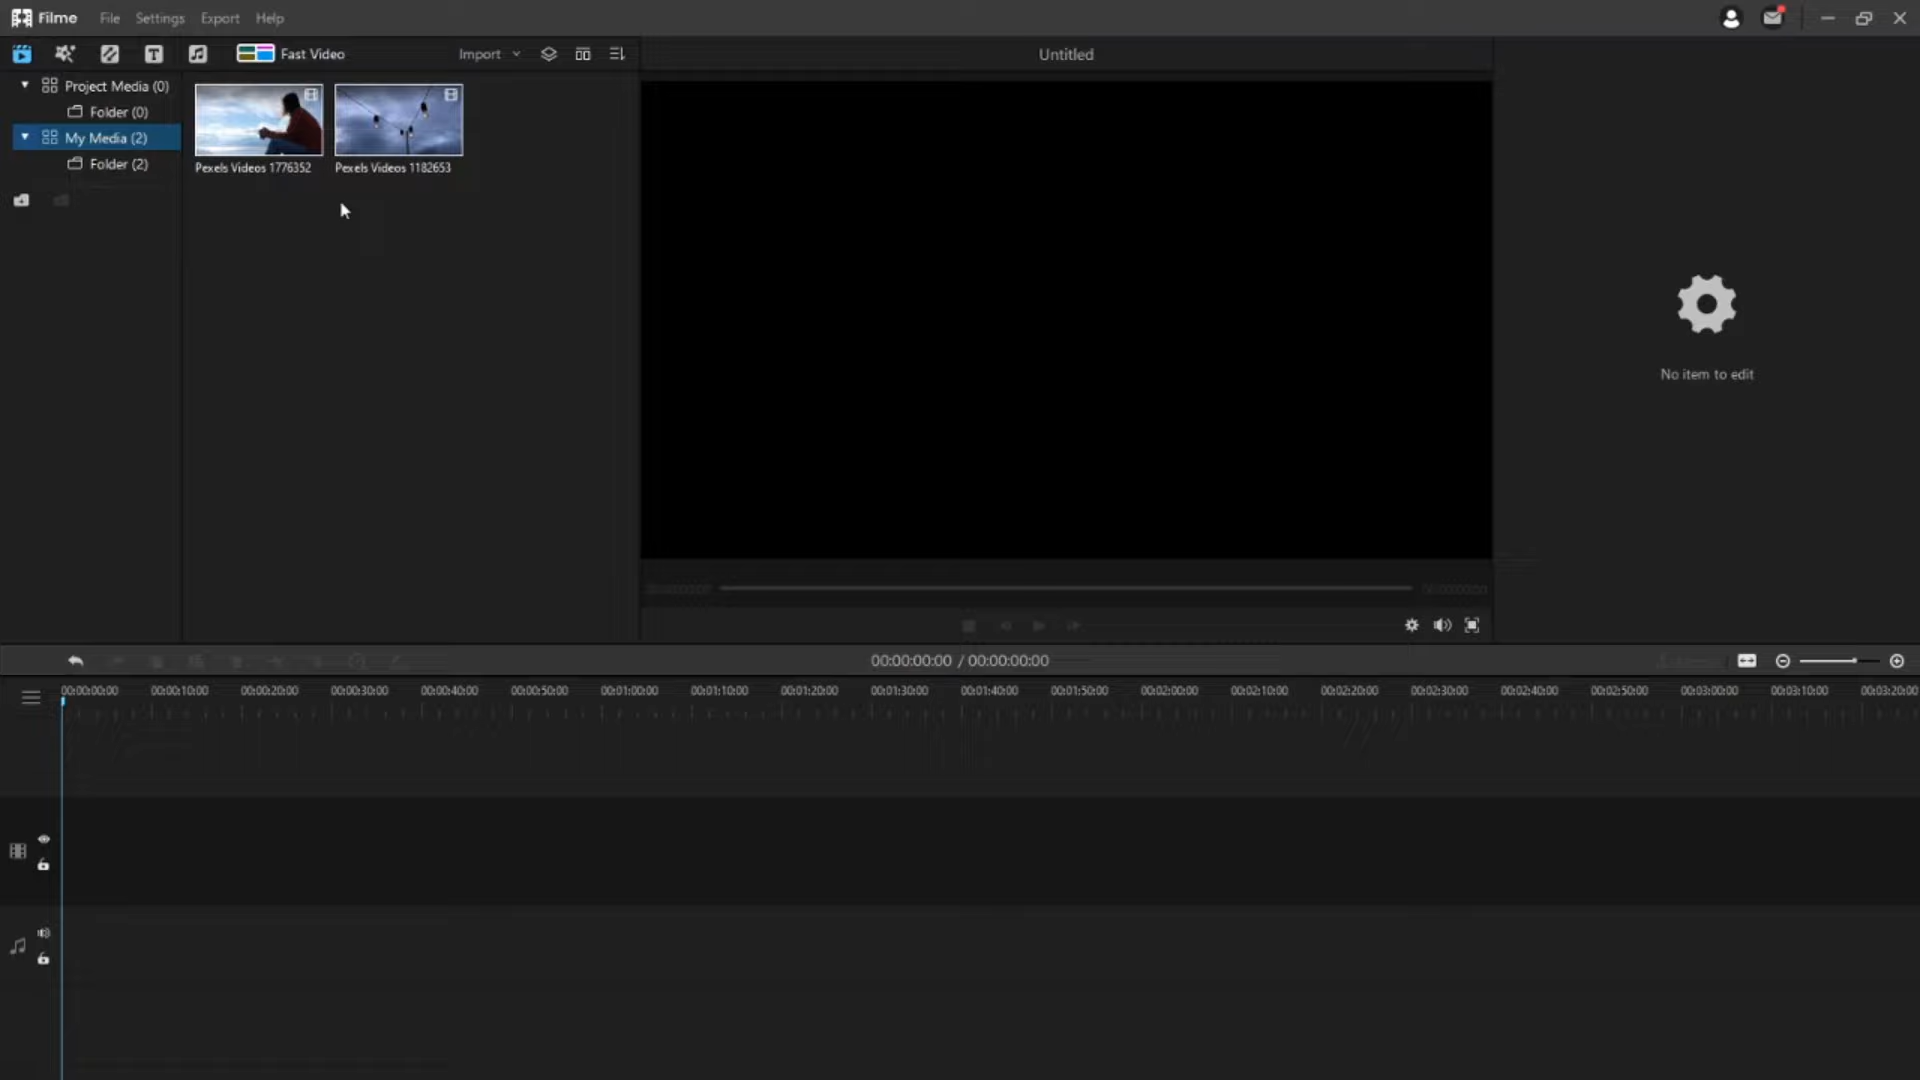 Filme File Settings Export Help
Fast Video Import Untitled
Project Media (0)
Folder (0)
My Media (2)
Folder (2)
Pexels Videos 1776352 Pexels Videos 1182653
No item to edit
00:00:00:00 / 00:00:00:00
00:00:00:00 00:00:10:00 00:00:20:00 00:00:30:00 00:00:40:00 00:00:50:00 00:01:00:00 00:01:10:00 00:01:20:00 00:01:30:00 00:01:40:00 00:01:50:00 00:02:00:00 00:02:10:00 00:02:20:00 00:02:30:00 00:02:40:00 00:02:50:00 00:03:00:00 00:03:10:00 00:03:20:00